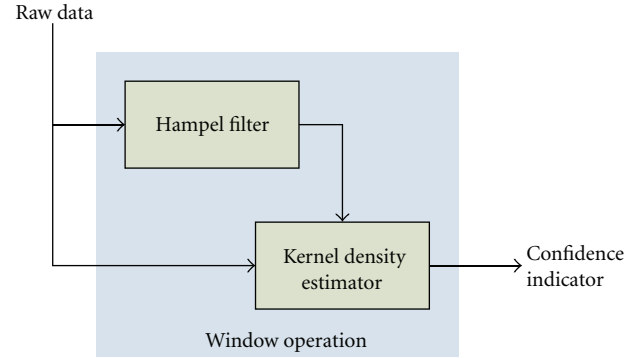 Raw data
Hampel filter
Kernel density
estimator
Confidence
indicator
Window operation